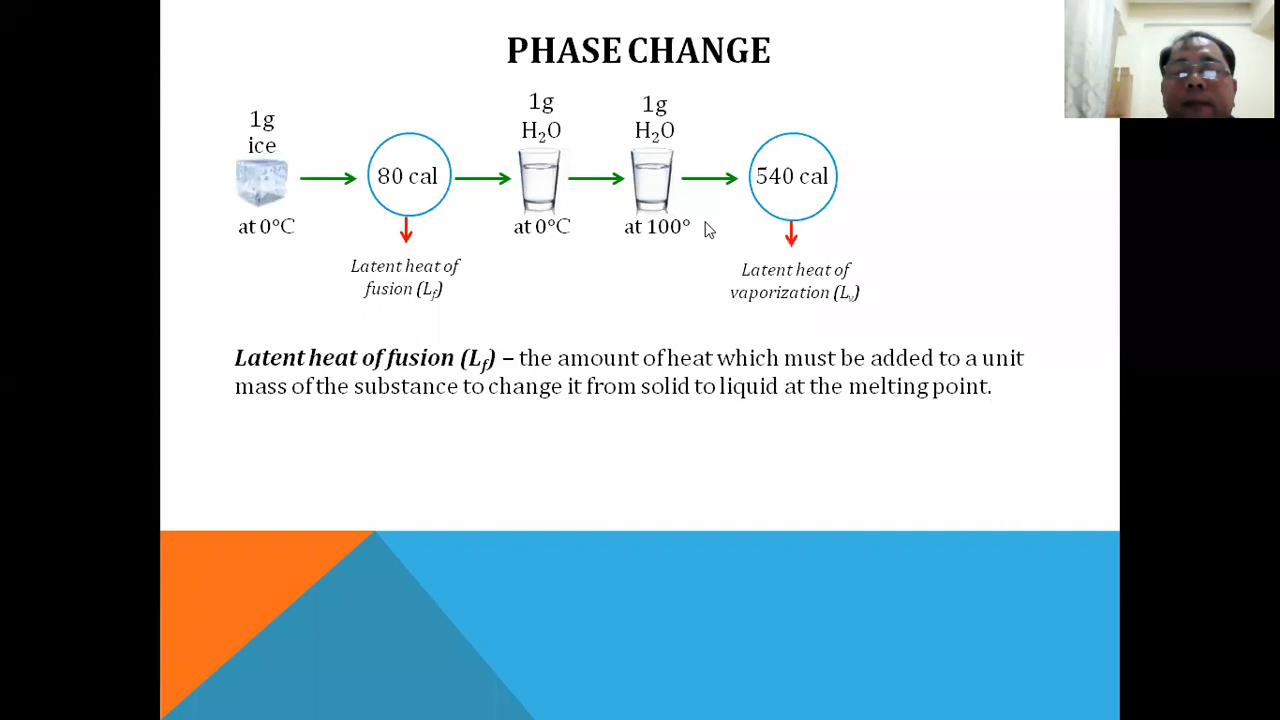 PHASE CHANGE
1g
ice
at 0°C
80 cal
Latent heat of
fusion (Lf)
1g
H₂O
at 0°C
1g
H₂O
at 100°
540 cal
Latent heat of
vaporization (Lv)
Latent heat of fusion (Lf) – the amount of heat which must be added to a unit
mass of the substance to change it from solid to liquid at the melting point.